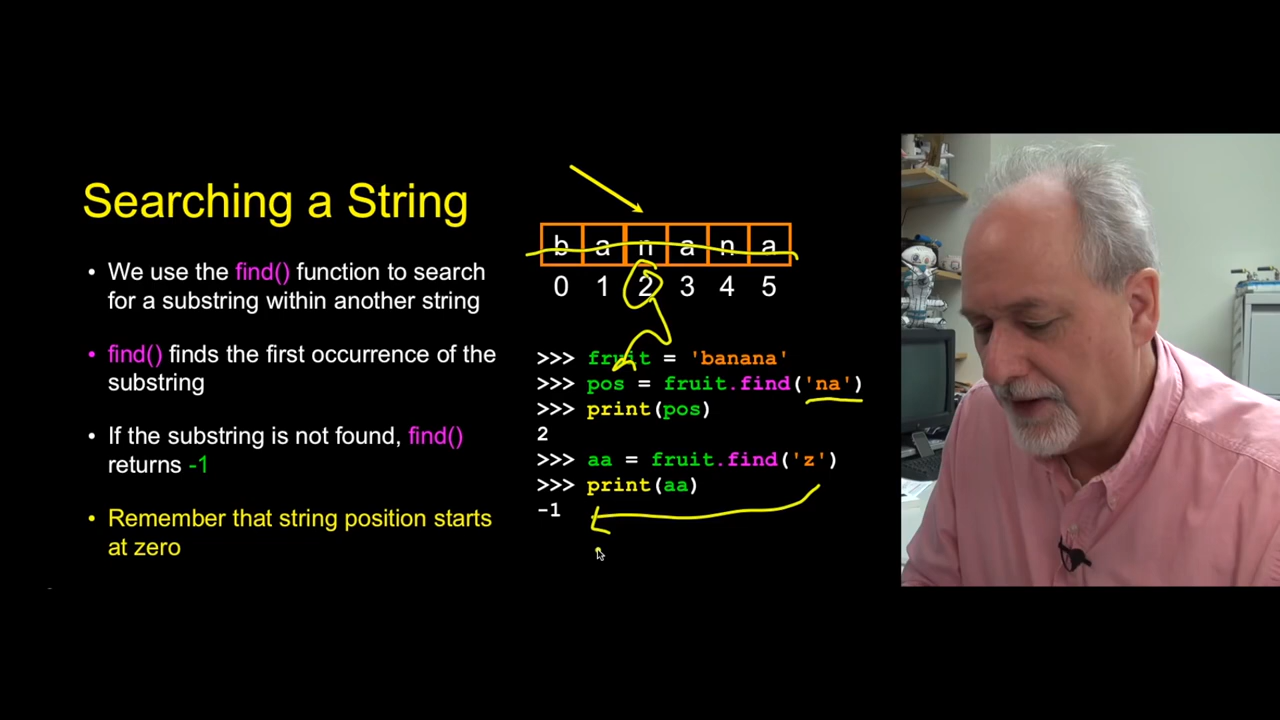 Searching a String
• We use the find() function to search
for a substring within another string
• find() finds the first occurrence of the
substring
• If the substring is not found, find()
returns -1
• Remember that string position starts
at zero
b a n a n a
0 1 2 3 4 5
>>> fruit = 'banana'
>>> pos = fruit.find('na')
>>> print(pos)
2
>>> aa = fruit.find('z')
>>> print(aa)
-1